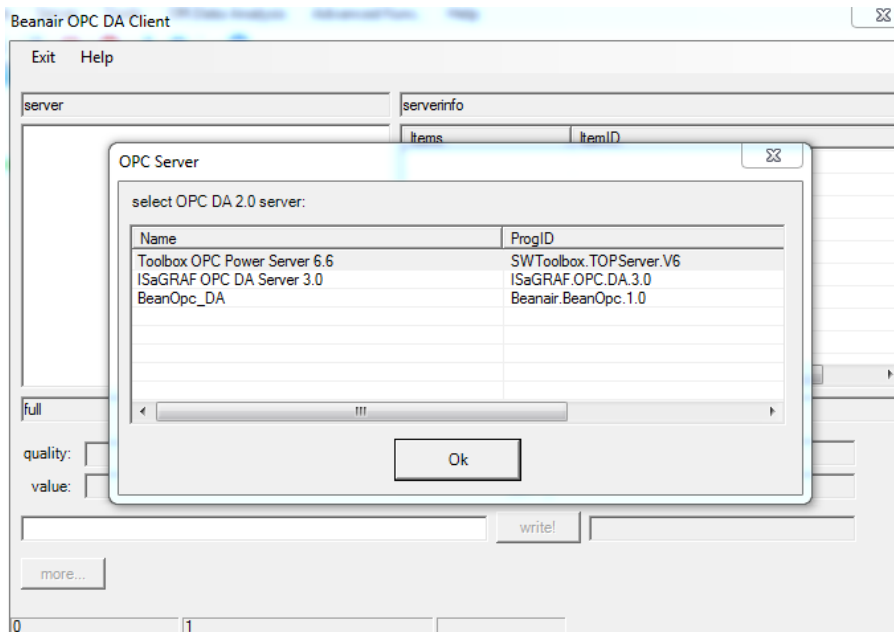 Beanair OPC DA Client
Exit Help
server serverinfo
Items ItemID
OPC Server
select OPC DA 2.0 server:
Name ProgID
Toolbox OPC Power Server 6.6 SWToolbox.TOPServer.V6
ISaGRAF OPC DA Server 3.0 ISaGRAF.OPC.DA.3.0
BeanOpc_DA Beanair.BeanOpc.1.0
full
Ok
quality:
value:
write!
more...
0 1